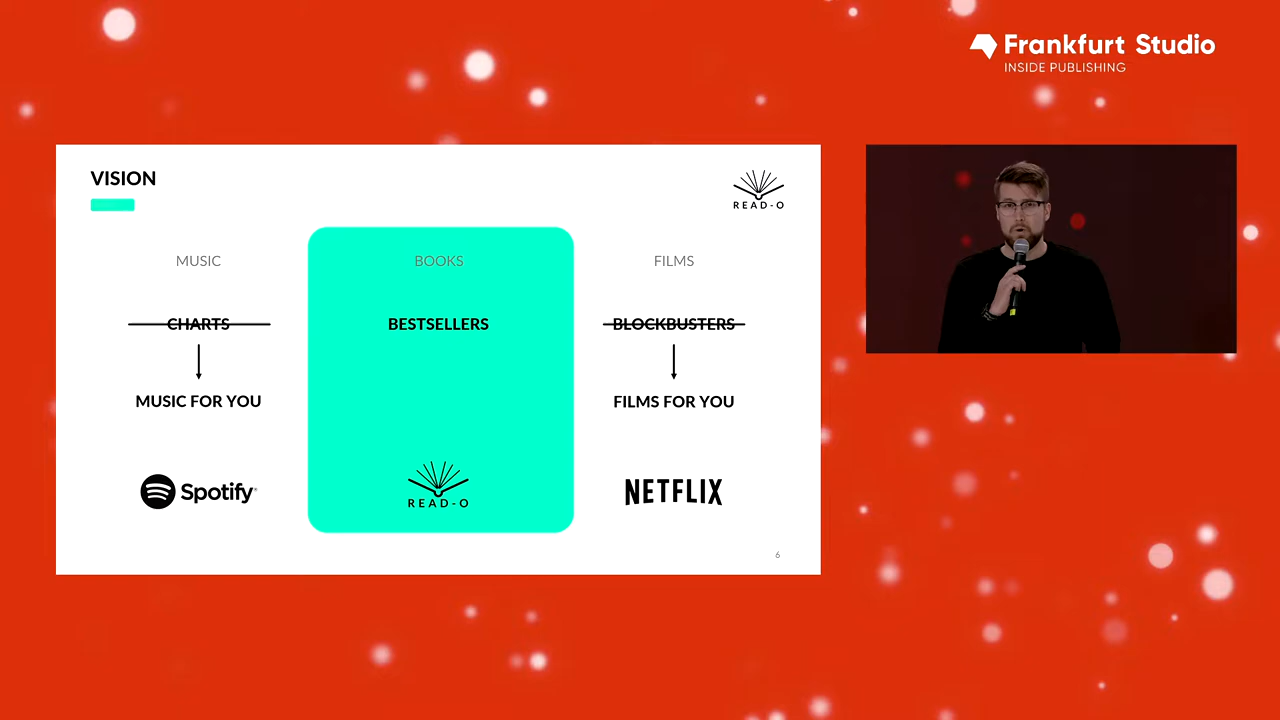 Frankfurt Studio
INSIDE PUBLISHING
VISION
READ-O
MUSIC
BOOKS
FILMS
CHARTS
BESTSELLERS
BLOCKBUSTERS
MUSIC FOR YOU
FILMS FOR YOU
Spotify
READ-O
NETFLIX
6